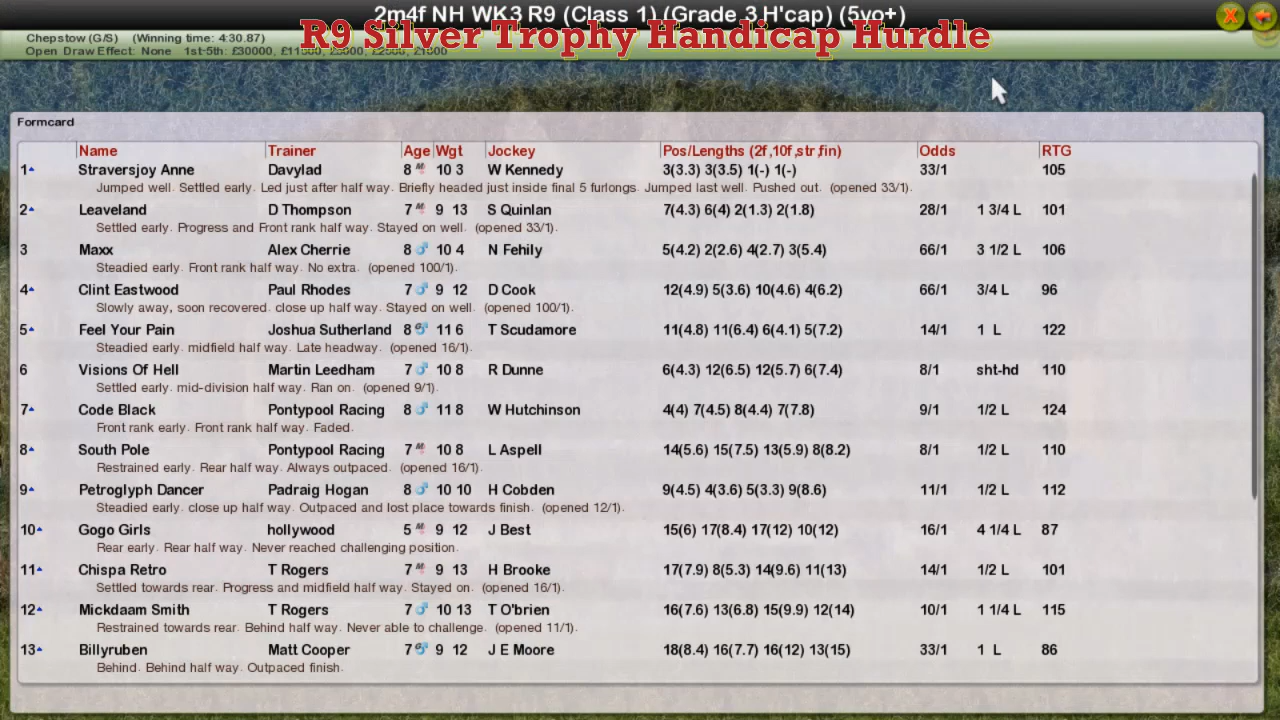 2m4f NH WK3 R9 (Class 1) (Grade 3 H'cap) (5yo+)
R9 Silver Trophy Handicap Hurdle
Chepstow (G/S) (Winning time: 4:30.87)
Open Draw Effect: None 1st-5th: £30000,
Formcard
Name Trainer Age Wgt Jockey Pos/Lengths (2f,10f,str,fin) Odds RTG
1 Straversjoy Anne Davylad 8 10 3 W Kennedy 3(3.3) 3(3.5) 1(-) 1(-) 33/1 105
Jumped well. Settled early. Led just after half way. Briefly headed just inside final 5 furlongs. Jumped last well. Pushed out. (opened 33/1).
2 Leaveland D Thompson 7 9 13 S Quinlan 7(4.3) 6(4) 2(1.3) 2(1.8) 28/1 1 3/4 L 101
Settled early. Progress and Front rank half way. Stayed on well. (opened 33/1).
3 Maxx Alex Cherrie 8 10 4 N Fehily 5(4.2) 2(2.6) 4(2.7) 3(5.4) 66/1 3 1/2 L 106
Steadied early. Front rank half way. No extra. (opened 100/1).
4 Clint Eastwood Paul Rhodes 7 9 12 D Cook 12(4.9) 5(3.6) 10(4.6) 4(6.2) 66/1 3/4 L 96
Slowly away, soon recovered. close up half way. Stayed on well. (opened 100/1).
5 Feel Your Pain Joshua Sutherland 8 11 6 T Scudamore 11(4.8) 11(6.4) 6(4.1) 5(7.2) 14/1 1 L 122
Steadied early. midfield half way. Late headway. (opened 16/1).
6 Visions Of Hell Martin Leedham 7 10 8 R Dunne 6(4.3) 12(6.5) 12(5.7) 6(7.4) 8/1 sht-hd 110
Settled early. mid-division half way. Ran on. (opened 9/1).
7 Code Black Pontypool Racing 8 11 8 W Hutchinson 4(4) 7(4.5) 8(4.4) 7(7.8) 9/1 1/2 L 124
Front rank early. Front rank half way. Faded.
8 South Pole Pontypool Racing 7 10 8 L Aspell 14(5.6) 15(7.5) 13(5.9) 8(8.2) 8/1 1/2 L 110
Restrained early. Rear half way. Always outpaced. (opened 16/1).
9 Petroglyph Dancer Padraig Hogan 8 10 10 H Cobden 9(4.5) 4(3.6) 5(3.3) 9(8.6) 11/1 1/2 L 112
Steadied early. close up half way. Outpaced and lost place towards finish. (opened 12/1).
10 Gogo Girls hollywood 5 9 12 J Best 15(6) 17(8.4) 17(12) 10(12) 16/1 4 1/4 L 87
Rear early. Rear half way. Never reached challenging position.
11 Chispa Retro T Rogers 7 9 13 H Brooke 17(7.9) 8(5.3) 14(9.6) 11(13) 14/1 1/2 L 101
Settled towards rear. Progress and midfield half way. Stayed on. (opened 16/1).
12 Mickdaam Smith T Rogers 7 10 13 T O'brien 16(7.6) 13(6.8) 15(9.9) 12(14) 10/1 1 1/4 L 115
Restrained towards rear. Behind half way. Never able to challenge. (opened 11/1).
13 Billyruben Matt Cooper 7 9 12 J E Moore 18(8.4) 16(7.7) 16(12) 13(15) 33/1 1 L 86
Behind. Behind half way. Outpaced finish.